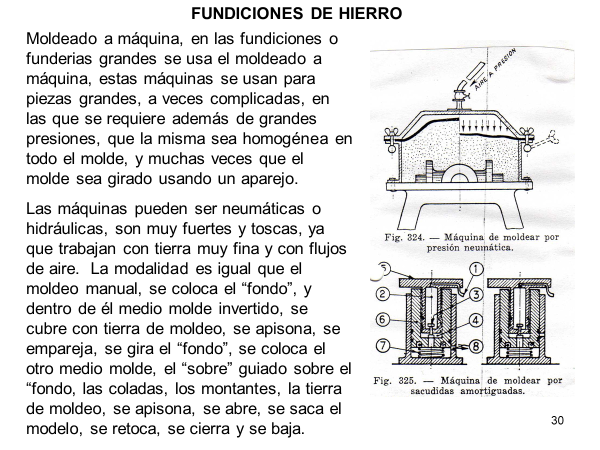 FUNDICIONES DE HIERRO
Moldeado a máquina, en las fundiciones o
funderias grandes se usa el moldeado a
máquina, estas máquinas se usan para
piezas grandes, a veces complicadas, en
las que se requiere además de grandes
presiones, que la misma sea homogénea en
todo el molde, y muchas veces que el
molde sea girado usando un aparejo.
Las máquinas pueden ser neumáticas o
hidráulicas, son muy fuertes y toscas, ya
que trabajan con tierra muy fina y con flujos
de aire. La modalidad es igual que el
moldeo manual, se coloca el “fondo”, y
dentro de él medio molde invertido, se
cubre con tierra de moldeo, se apisona, se
empareja, se gira el “fondo”, se coloca el
otro medio molde, el “sobre” guiado sobre el
“fondo, las coladas, los montantes, la tierra
de moldeo, se apisona, se abre, se saca el
modelo, se retoca, se cierra y se baja.
AIRE A PRESION
Fig. 324. — Máquina de moldear por
presión neumática.
5 1
2 3
6 4
7 8
Fig. 325. — Máquina de moldear por
sacudidas amortiguadas.
30